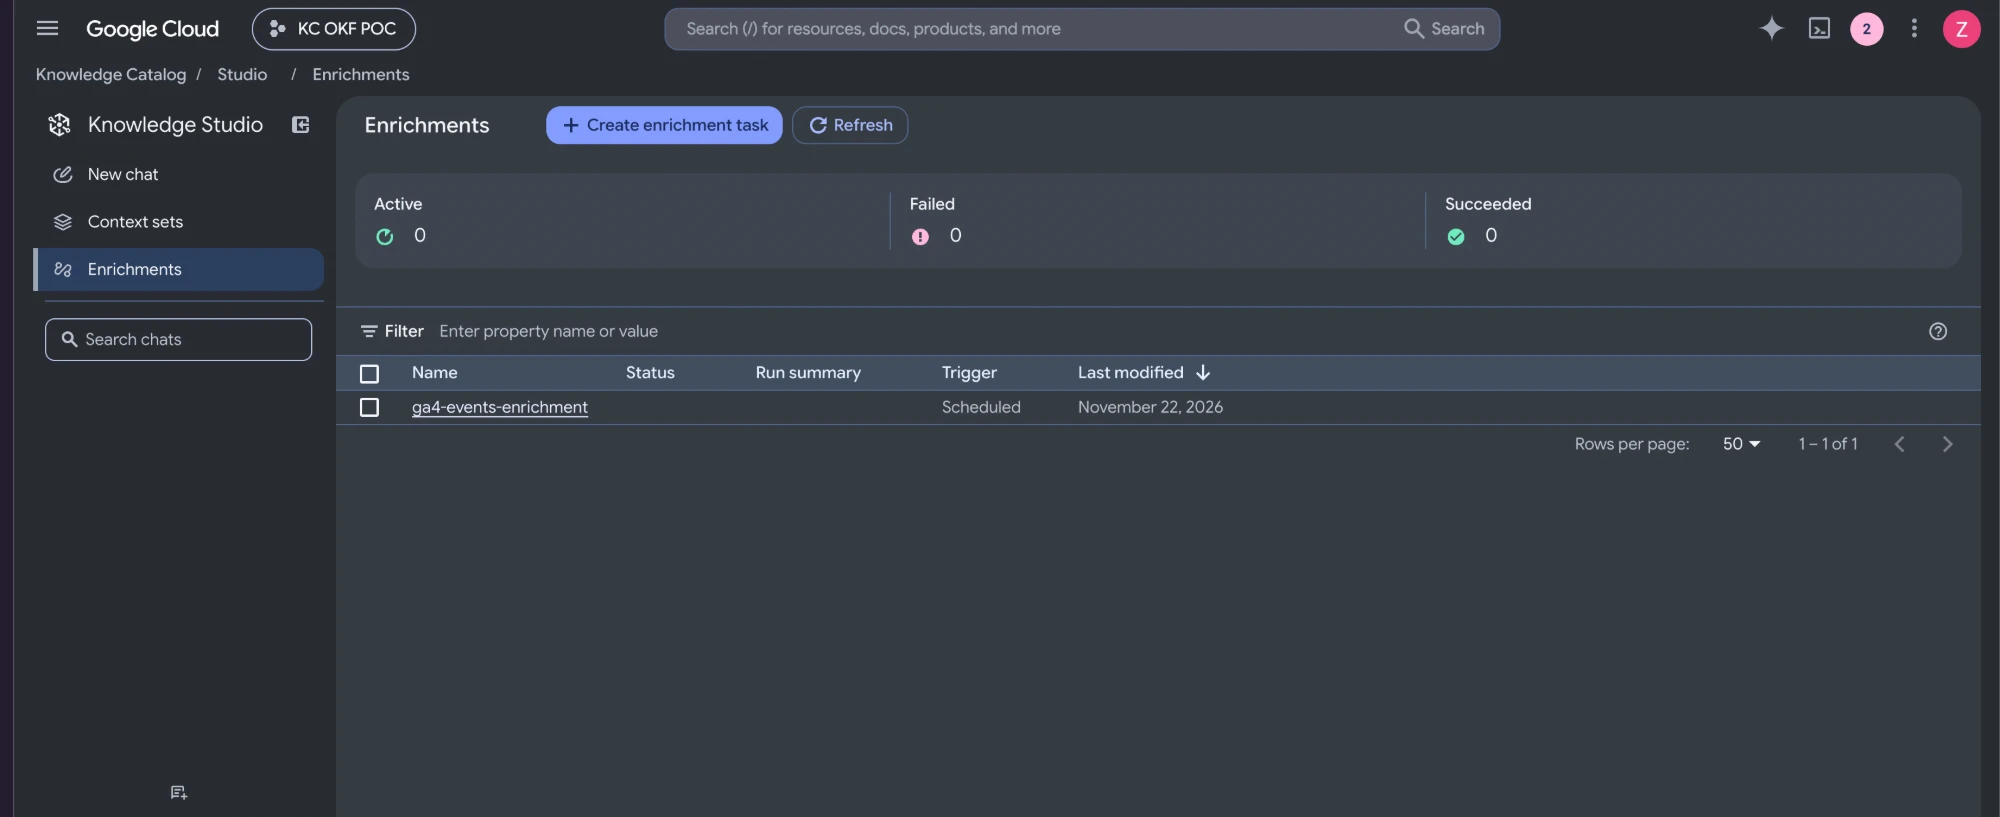 Google Cloud KC OKF POC Search (/) for resources, docs, products, and more Search 2 Z
Knowledge Catalog / Studio / Enrichments
Knowledge Studio
New chat
Context sets
Enrichments
Search chats
Enrichments + Create enrichment task Refresh
Active Failed Succeeded
0 0 0
Filter Enter property name or value
Name Status Run summary Trigger Last modified
ga4-events-enrichment Scheduled November 22, 2026
Rows per page: 50 1 – 1 of 1